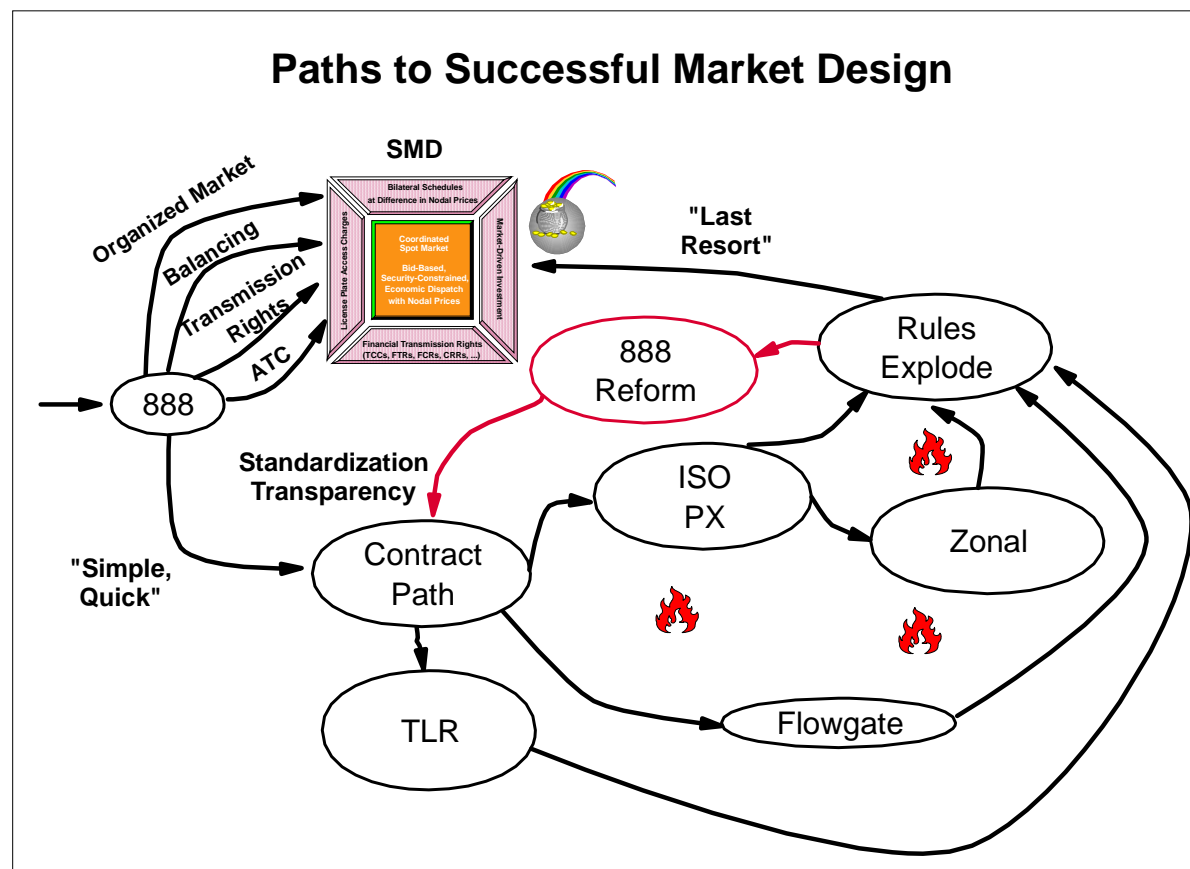 Paths to Successful Market Design
SMD
Organized Market
Balancing
Transmission
Rights
ATC
Bilateral Schedules
at Difference in Nodal Prices
License Plate Access Charges
Coordinated
Spot Market
Bid-Based,
Security-Constrained,
Economic Dispatch
with Nodal Prices
Market-Driven Investment
Financial Transmission Rights
(TCCs, FTRs, FCRs, CRRs, ...)
"Last
Resort"
888
888
Reform
Rules
Explode
Standardization
Transparency
ISO
PX
Zonal
"Simple,
Quick"
Contract
Path
TLR
Flowgate